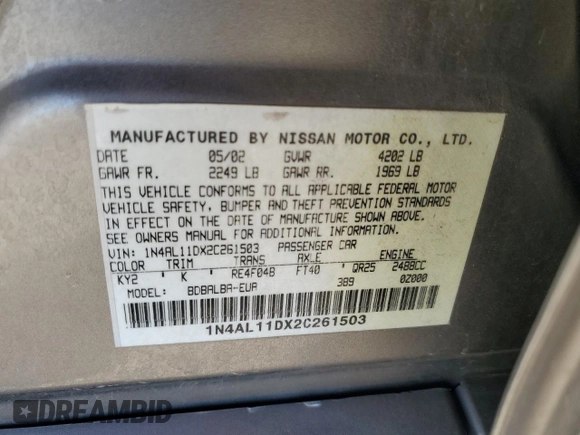 MANUFACTURED BY NISSAN MOTOR CO., LTD.
DATE 05/02 GVWR 4202 LB
GAWR FR. 2249 LB GAWR RR. 1969 LB
THIS VEHICLE CONFORMS TO ALL APPLICABLE FEDERAL MOTOR
VEHICLE SAFETY, BUMPER AND THEFT PREVENTION STANDARDS
IN EFFECT ON THE DATE OF MANUFACTURE SHOWN ABOVE.
SEE OWNERS MANUAL FOR ADDITIONAL INFORMATION.
VIN: 1N4AL11DX2C261503 PASSENGER CAR
COLOR TRIM TRANS AXLE ENGINE
KY2 ' K ' RE4F04B FT40 ' QR25 2488CC
MODEL: BDBALBA-EUA 389 0Z000
1N4AL11DX2C261503
DREAMBID